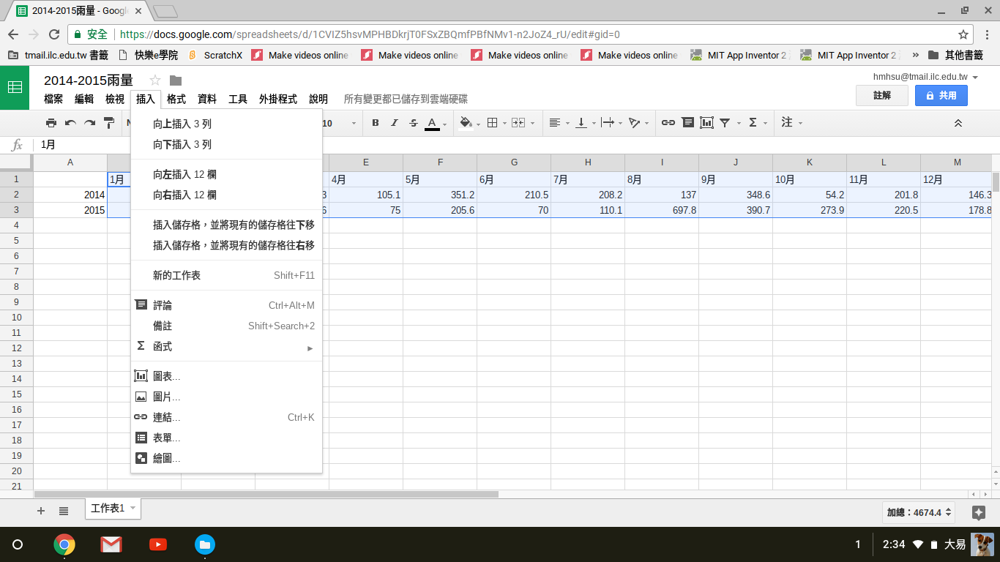 2014-2015雨量 - Googl
安全 https://docs.google.com/spreadsheets/d/1CVIZ5hsvMPHBDkrjT0FSxZBQmfPBfNMv1-n2JoZ4_rU/edit#gid=0
tmail.ilc.edu.tw 書籤 快樂e學院 ScratchX Make videos online Make videos online Make videos online Make videos online MIT App Inventor 2 MIT App Inventor 2 » 其他書籤
2014-2015雨量 hmhsu@tmail.ilc.edu.tw
檔案 編輯 檢視 插入 格式 資料 工具 外掛程式 說明 所有變更都已儲存到雲端硬碟 註解 共用
10 B I S A Σ 注
fx 1月
A E F G H I J K L M
1 1月 4月 5月 6月 7月 8月 9月 10月 11月 12月
2 2014 3 105.1 351.2 210.5 208.2 137 348.6 54.2 201.8 146.3
3 2015 6 75 205.6 70 110.1 697.8 390.7 273.9 220.5 178.8
4
5
6
7
8
9
10
11
12
13
14
15
16
17
18
19
20
21
向上插入 3 列
向下插入 3 列
向左插入 12 欄
向右插入 12 欄
插入儲存格，並將現有的儲存格往下移
插入儲存格，並將現有的儲存格往右移
新的工作表 Shift+F11
評論 Ctrl+Alt+M
備註 Shift+Search+2
Σ 函式
圖表...
圖片...
連結... Ctrl+K
表單...
繪圖...
+ 工作表1 加總：4674.4
1 2:34 大易